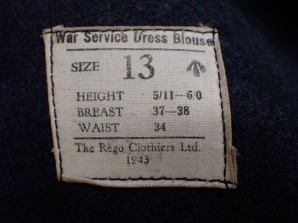 War Service Dress Blouse
SIZE 13
HEIGHT 5/11—6/0
BREAST 37—38
WAIST 34
The Rego Clothiers Ltd.
1943